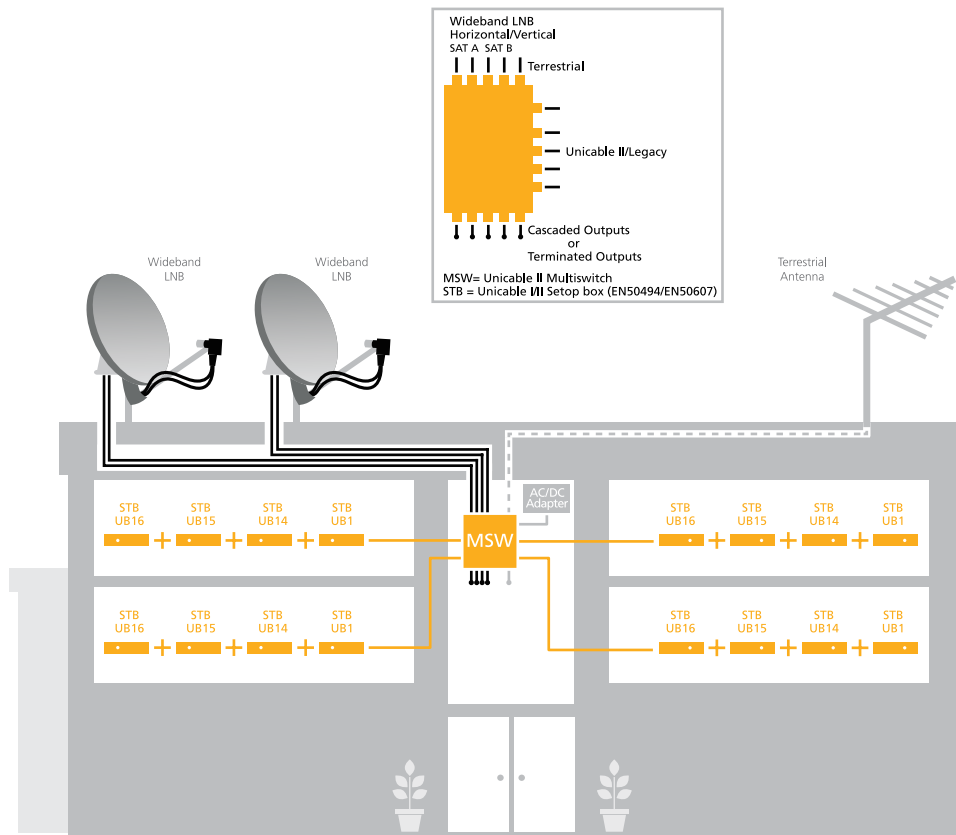 Wideband LNB
Horizontal/Vertical
SAT A SAT B
Terrestrial
Unicable II/Legacy
Cascaded Outputs
or
Terminated Outputs
MSW= Unicable II Multiswitch
STB = Unicable I/II Setop box (EN50494/EN50607)
Wideband
LNB
Wideband
LNB
Terrestrial
Antenna
AC/DC
Adapter
MSW
STB
UB16
STB
UB15
STB
UB14
STB
UB1
STB
UB16
STB
UB15
STB
UB14
STB
UB1
STB
UB16
STB
UB15
STB
UB14
STB
UB1
STB
UB16
STB
UB15
STB
UB14
STB
UB1